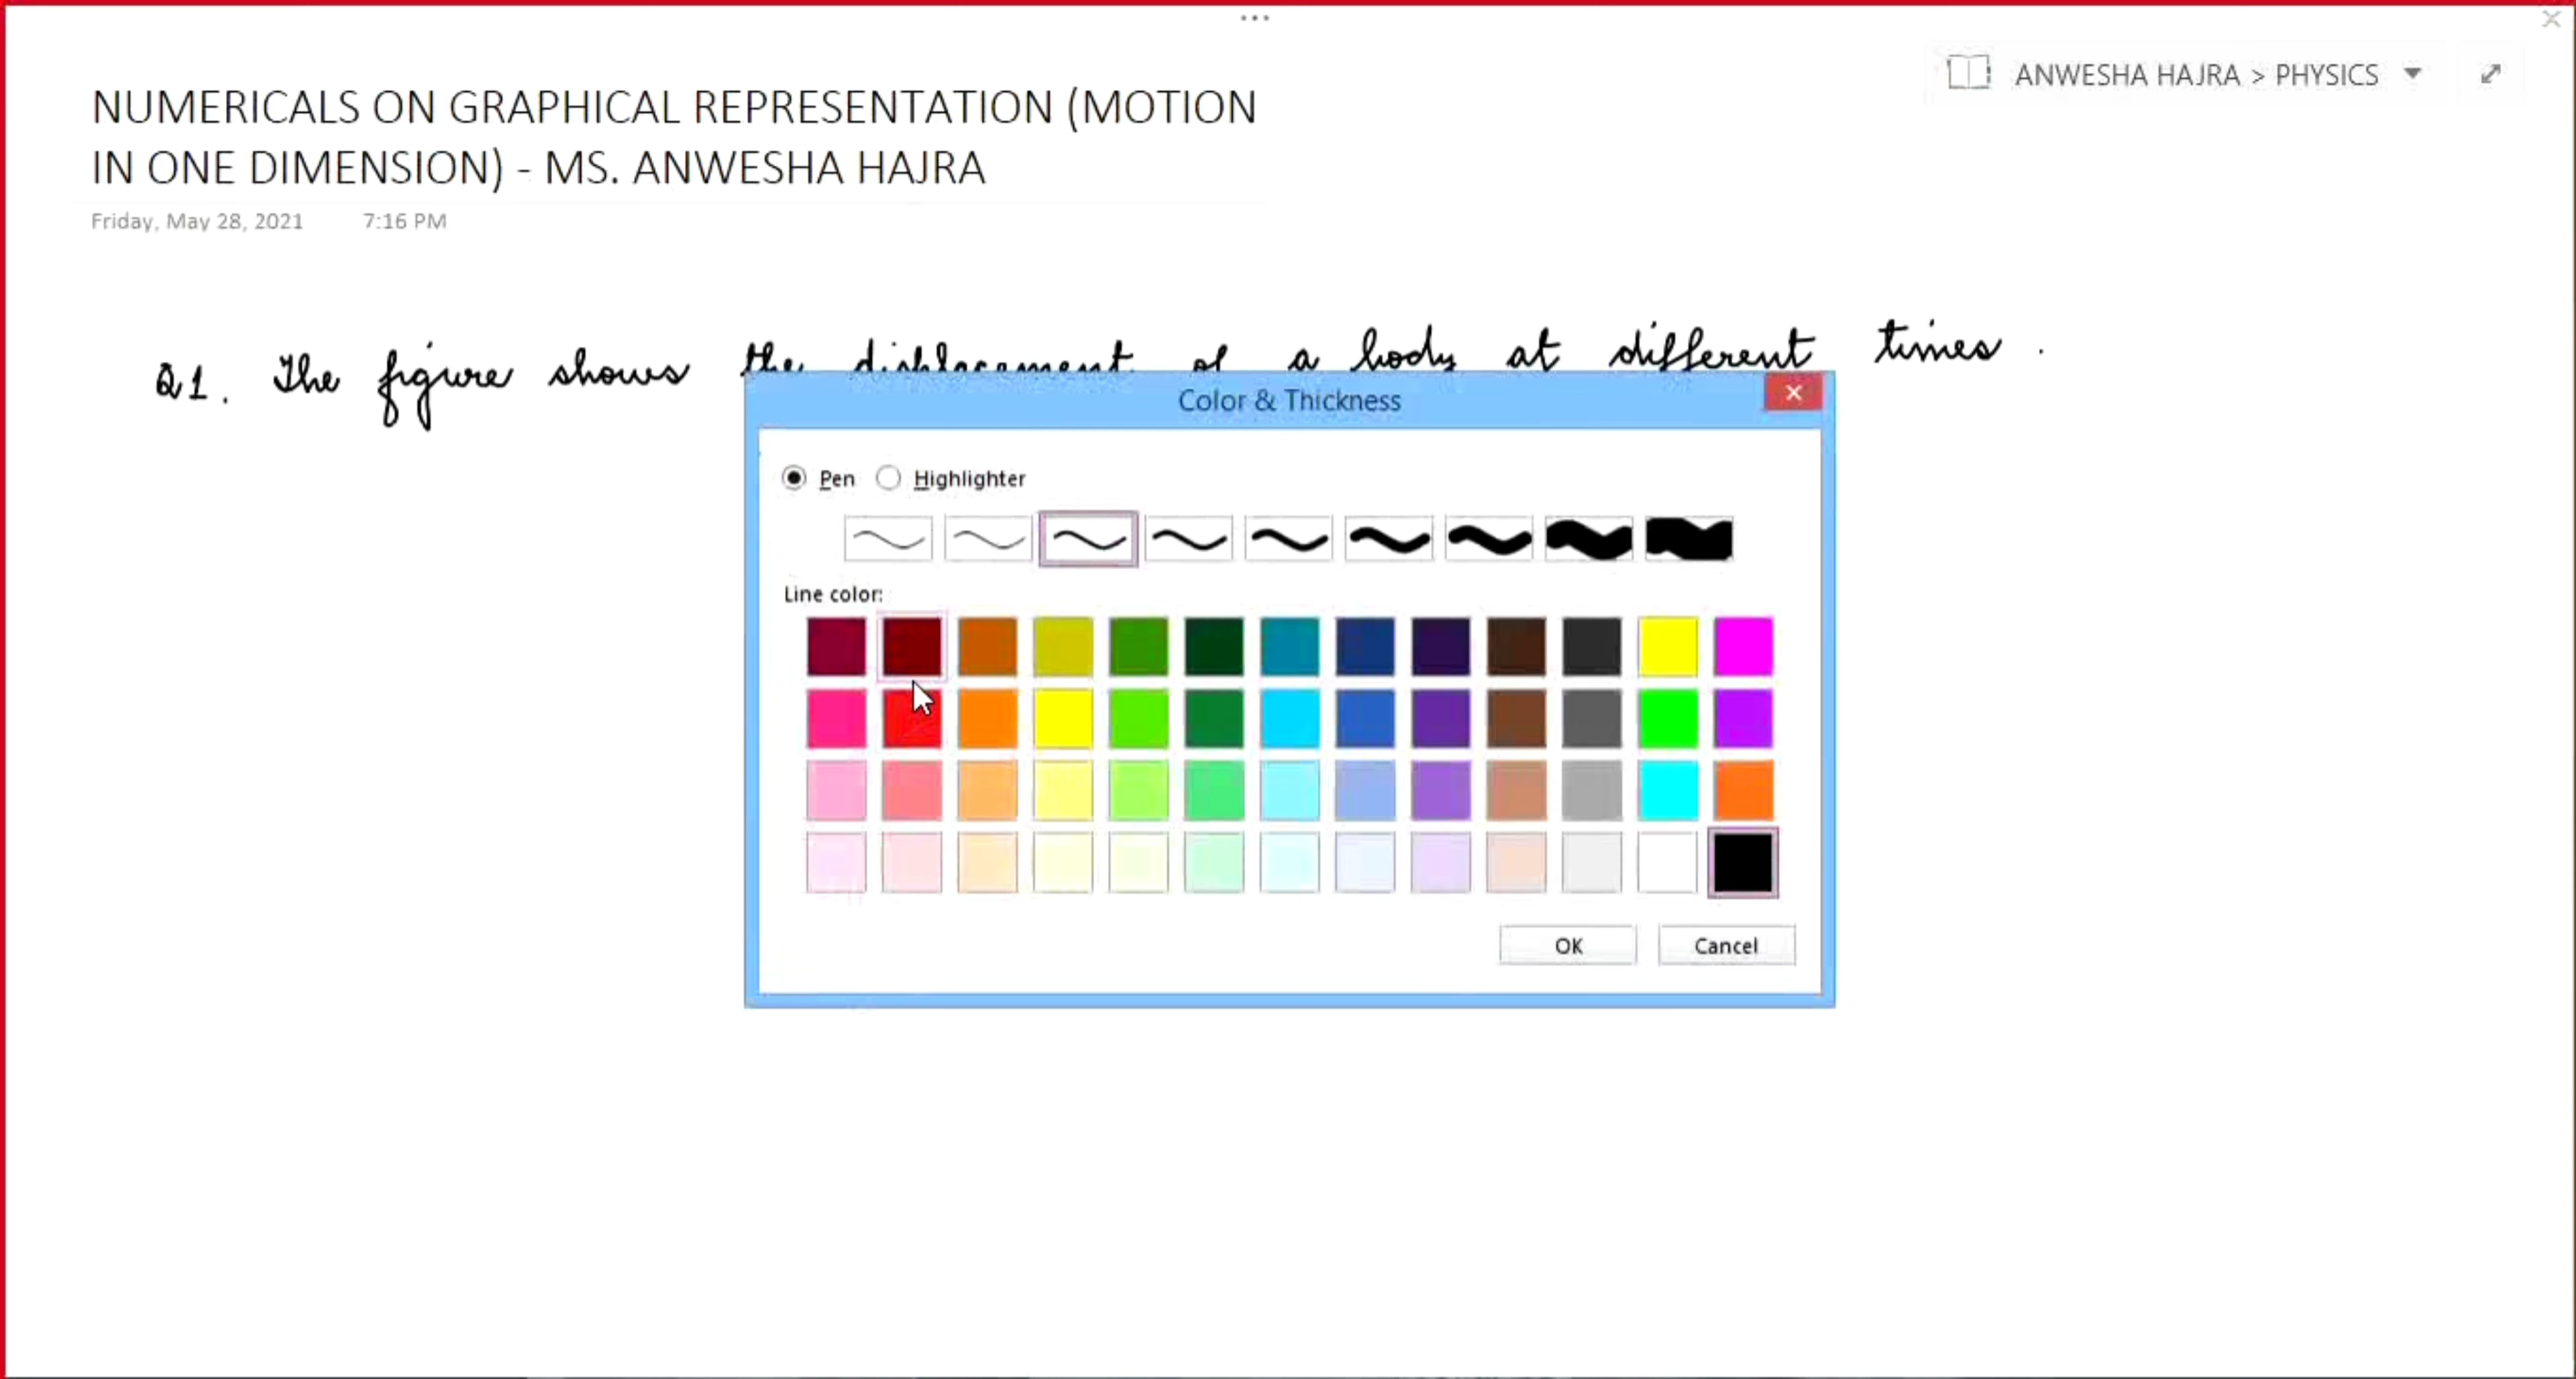 ANWESHA HAJRA > PHYSICS
NUMERICALS ON GRAPHICAL REPRESENTATION (MOTION
IN ONE DIMENSION) - MS. ANWESHA HAJRA
Friday, May 28, 2021 7:16 PM
Q1. The figure shows the displacement of a body at different times.
Color & Thickness
Pen Highlighter
Line color:
OK Cancel